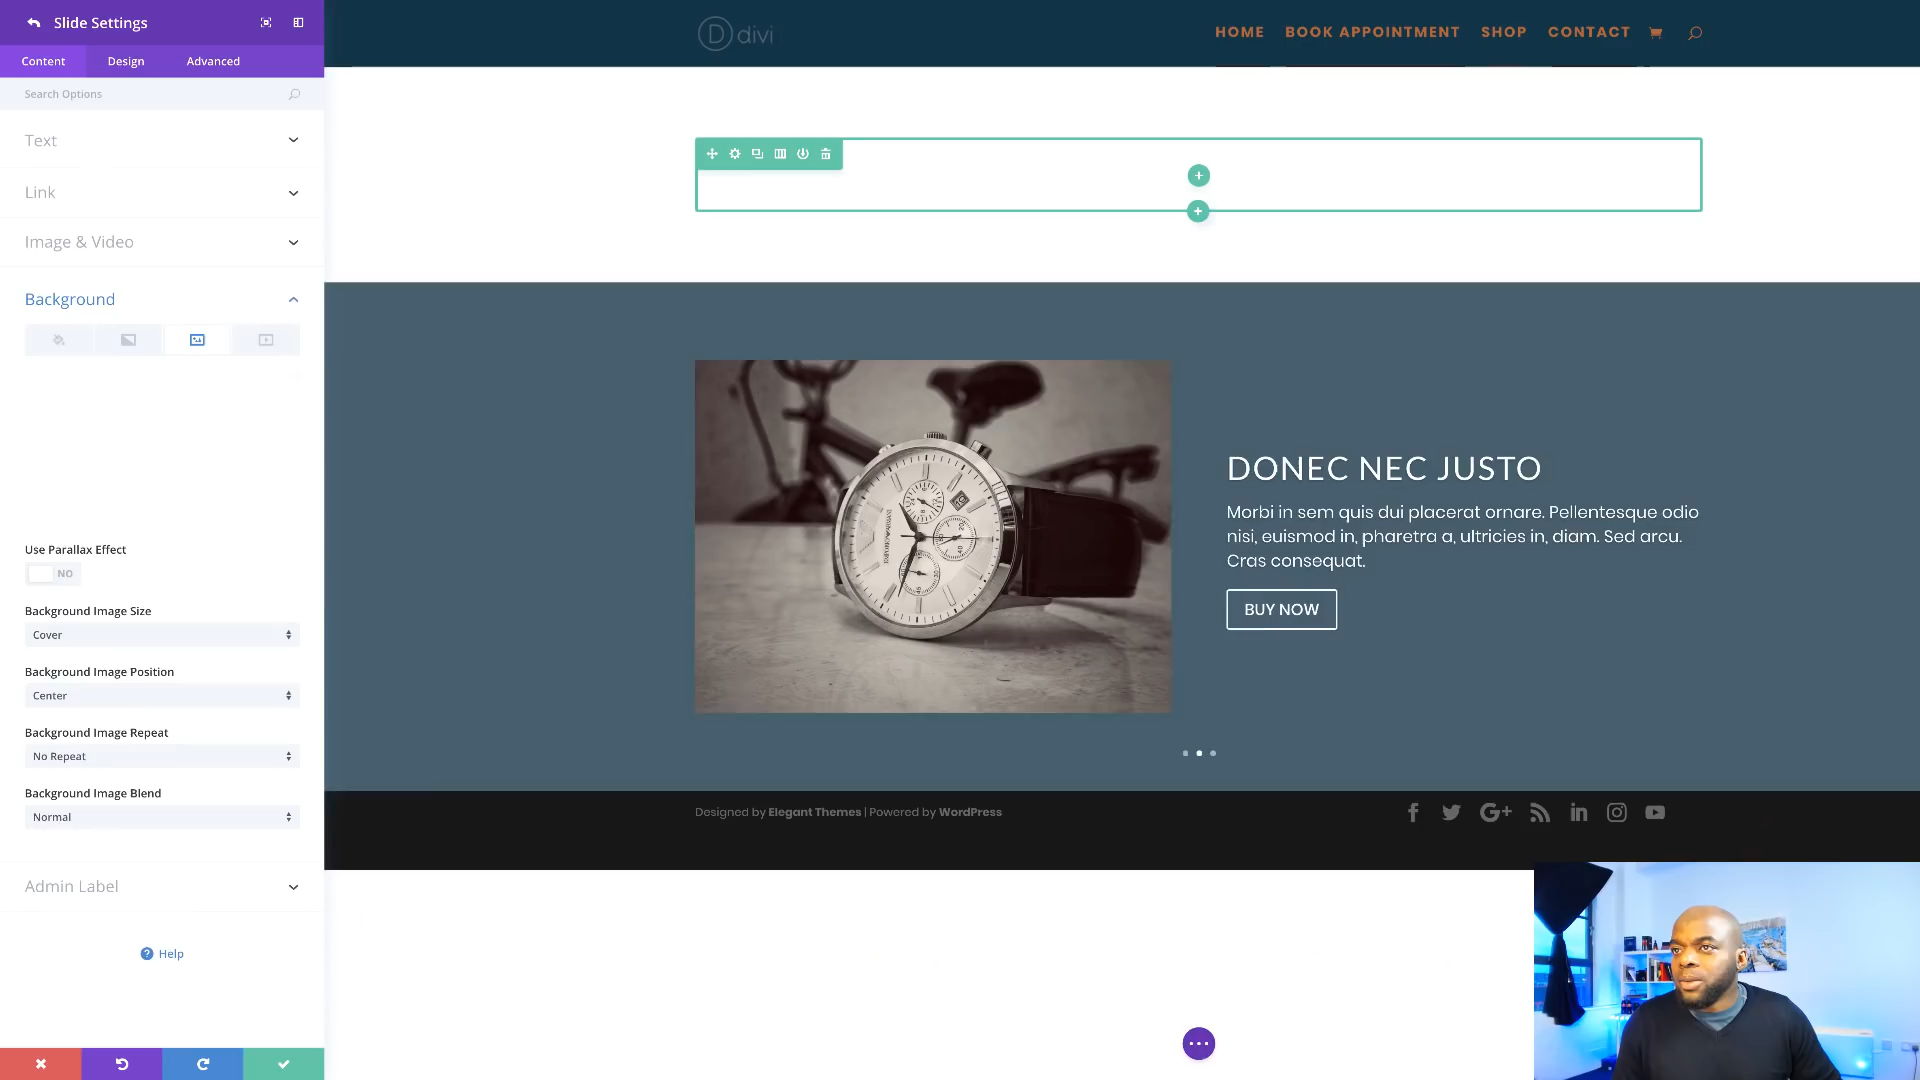 Slide Settings
Content
Design
Advanced
Search Options
Text
Link
Image & Video
Background
Use Parallax Effect
NO
Background Image Size
Cover
Background Image Position
Center
Background Image Repeat
No Repeat
Background Image Blend
Normal
Admin Label
Help
D divi
HOME
BOOK APPOINTMENT
SHOP
CONTACT
DONEC NEC JUSTO
Morbi in sem quis dui placerat ornare. Pellentesque odio
nisi, euismod in, pharetra a, ultricies in, diam. Sed arcu.
Cras consequat.
BUY NOW
Designed by Elegant Themes | Powered by WordPress